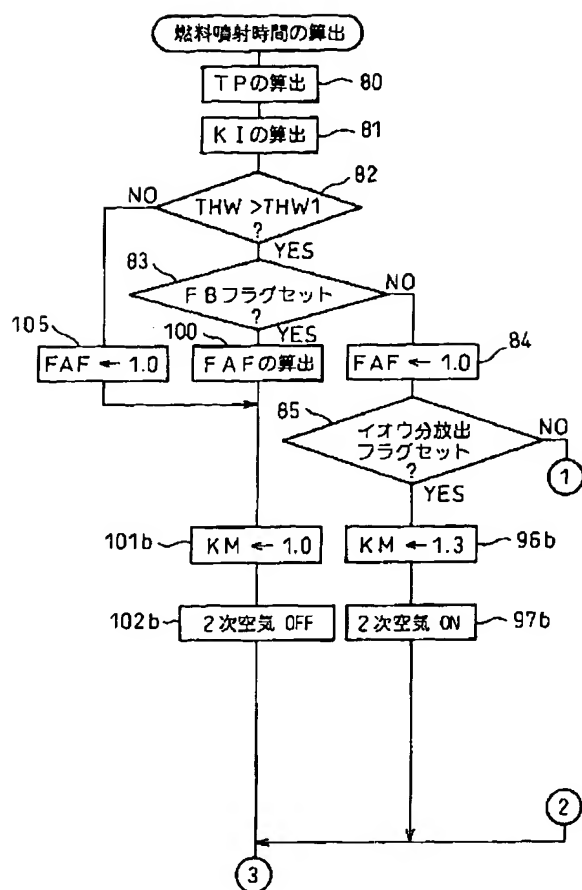 燃料噴射時間の算出
TPの算出
80
KIの算出
81
82
NO
THW >THW1
?
YES
83
FBフラグセット
?
NO
YES
105
FAF ← 1.0
100
FAFの算出
84
FAF ← 1.0
85
イオウ分放出
フラグセット
?
NO
1
YES
101b
KM ← 1.0
KM ← 1.3
96b
102b
2次空気 OFF
2次空気 ON
97b
2
3